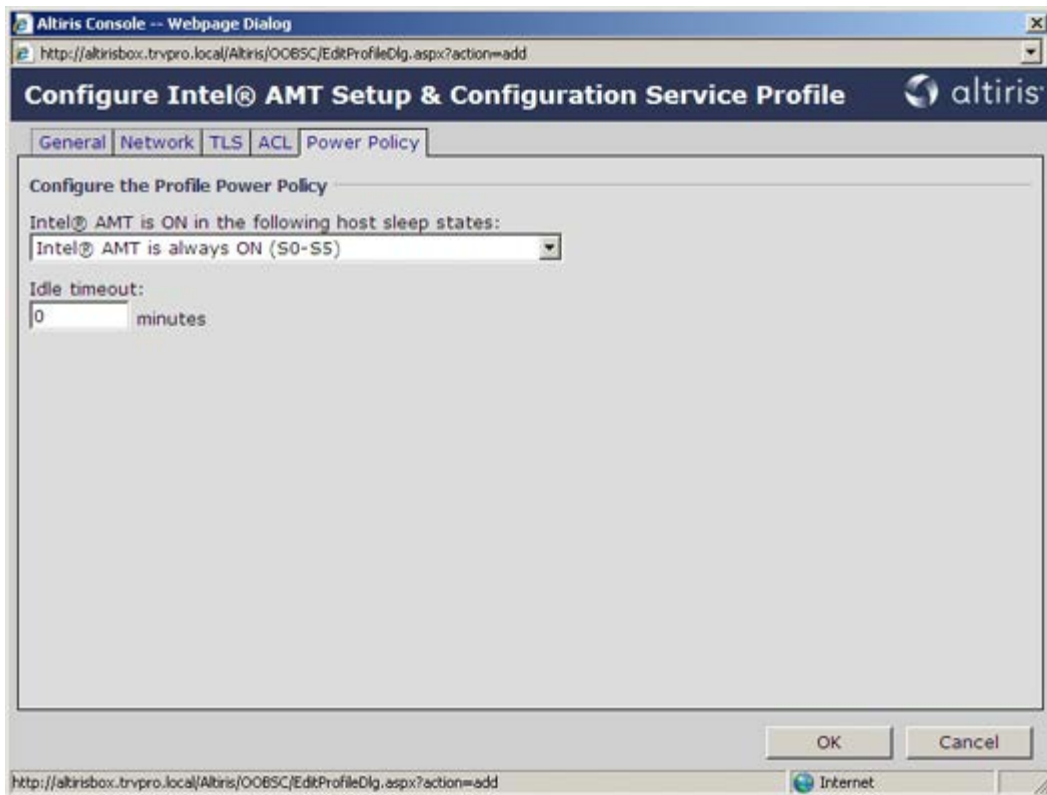 Altiris Console -- Webpage Dialog
http://altirisbox.trvpro.local/Altiris/OOBSC/EditProfileDlg.aspx?action=add
Configure Intel® AMT Setup & Configuration Service Profile
altiris
General Network TLS ACL Power Policy
Configure the Profile Power Policy
Intel® AMT is ON in the following host sleep states:
Intel® AMT is always ON (S0-S5)
Idle timeout:
0 minutes
OK Cancel
http://altirisbox.trvpro.local/Altiris/OOBSC/EditProfileDlg.aspx?action=add Internet